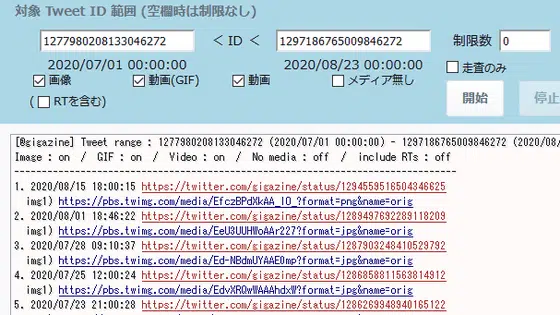 対象 Tweet ID 範囲 (空欄時は制限なし)
1277980208133046272 < ID < 1297186765009846272 制限数 0
2020/07/01 00:00:00 2020/08/23 00:00:00 走査のみ
画像 動画(GIF) 動画 メディア無し
( RTを含む) 開始 停止
[@gigazine] Tweet range : 1277980208133046272 (2020/07/01 00:00:00) - 1297186765009846272 (2020/08/
Image : on / GIF : on / Video : on / No media : off / include RTs : off
1. 2020/08/15 18:00:15 https://twitter.com/gigazine/status/1294559516504346625
img1) https://pbs.twimg.com/media/EfczBPdXkAA_IO_?format=png&name=orig
2. 2020/08/01 18:46:22 https://twitter.com/gigazine/status/1289497692289118209
img1) https://pbs.twimg.com/media/EeU3UUHWoAAr227?format=jpg&name=orig
3. 2020/07/28 09:10:37 https://twitter.com/gigazine/status/1287903248410529792
img1) https://pbs.twimg.com/media/Ed-NBdmUYAAE0mp?format=jpg&name=orig
4. 2020/07/25 12:00:24 https://twitter.com/gigazine/status/1286858811563814912
img1) https://pbs.twimg.com/media/EdvXRQwWAAAhdxW?format=jpg&name=orig
5. 2020/07/23 21:00:28 https://twitter.com/gigazine/status/1286269948940165122